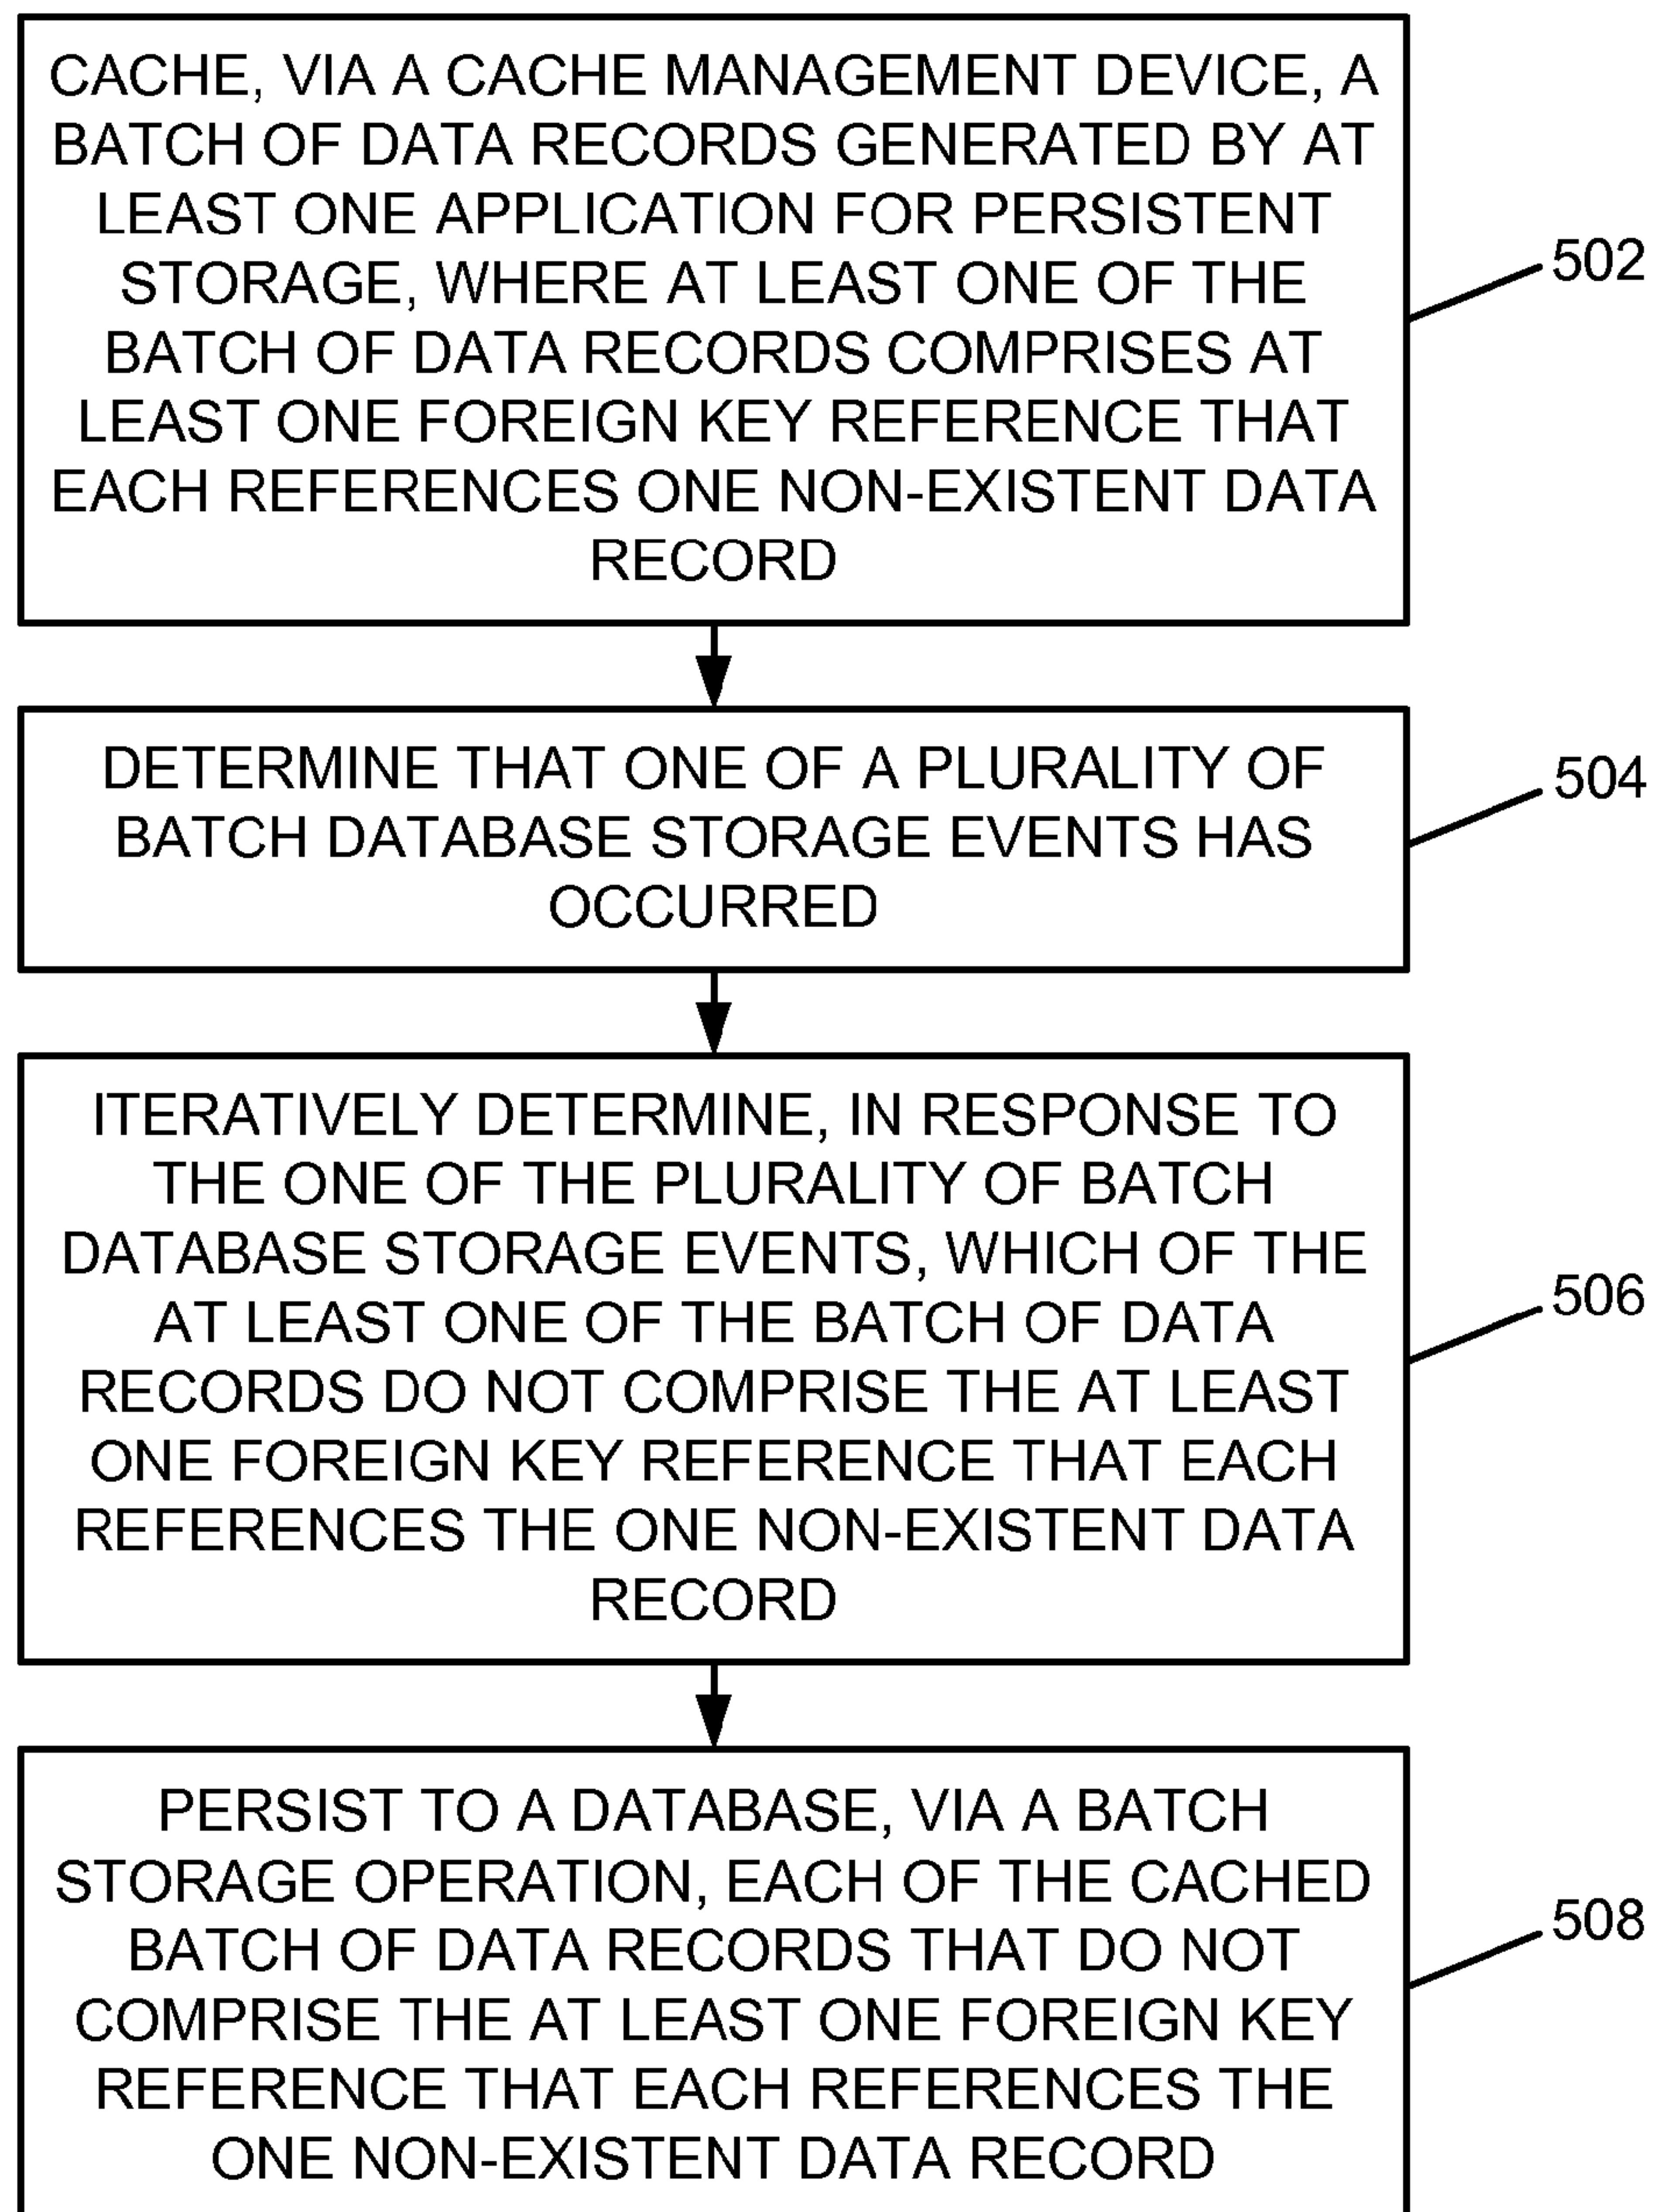 CACHE, VIA A CACHE MANAGEMENT DEVICE, A
BATCH OF DATA RECORDS GENERATED BY AT
LEAST ONE APPLICATION FOR PERSISTENT
STORAGE, WHERE AT LEAST ONE OF THE
BATCH OF DATA RECORDS COMPRISES AT
LEAST ONE FOREIGN KEY REFERENCE THAT
EACH REFERENCES ONE NON-EXISTENT DATA
RECORD
502
DETERMINE THAT ONE OF A PLURALITY OF
BATCH DATABASE STORAGE EVENTS HAS
OCCURRED
504
ITERATIVELY DETERMINE, IN RESPONSE TO
THE ONE OF THE PLURALITY OF BATCH
DATABASE STORAGE EVENTS, WHICH OF THE
AT LEAST ONE OF THE BATCH OF DATA
RECORDS DO NOT COMPRISE THE AT LEAST
ONE FOREIGN KEY REFERENCE THAT EACH
REFERENCES THE ONE NON-EXISTENT DATA
RECORD
506
PERSIST TO A DATABASE, VIA A BATCH
STORAGE OPERATION, EACH OF THE CACHED
BATCH OF DATA RECORDS THAT DO NOT
COMPRISE THE AT LEAST ONE FOREIGN KEY
REFERENCE THAT EACH REFERENCES THE
ONE NON-EXISTENT DATA RECORD
508